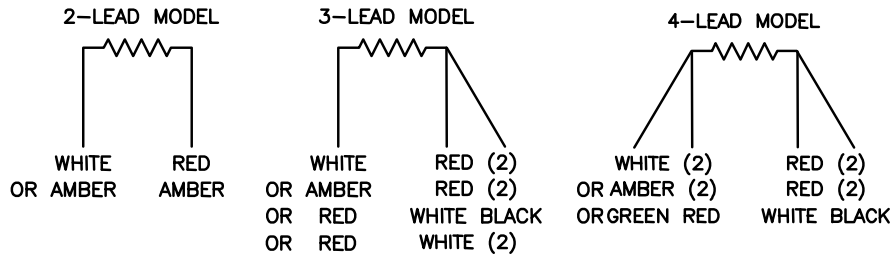 2-LEAD MODEL 3-LEAD MODEL 4-LEAD MODEL
WHITE RED WHITE RED (2) WHITE (2) RED (2)
OR AMBER AMBER OR AMBER RED (2) OR AMBER (2) RED (2)
OR RED WHITE BLACK OR GREEN RED WHITE BLACK
OR RED WHITE (2)